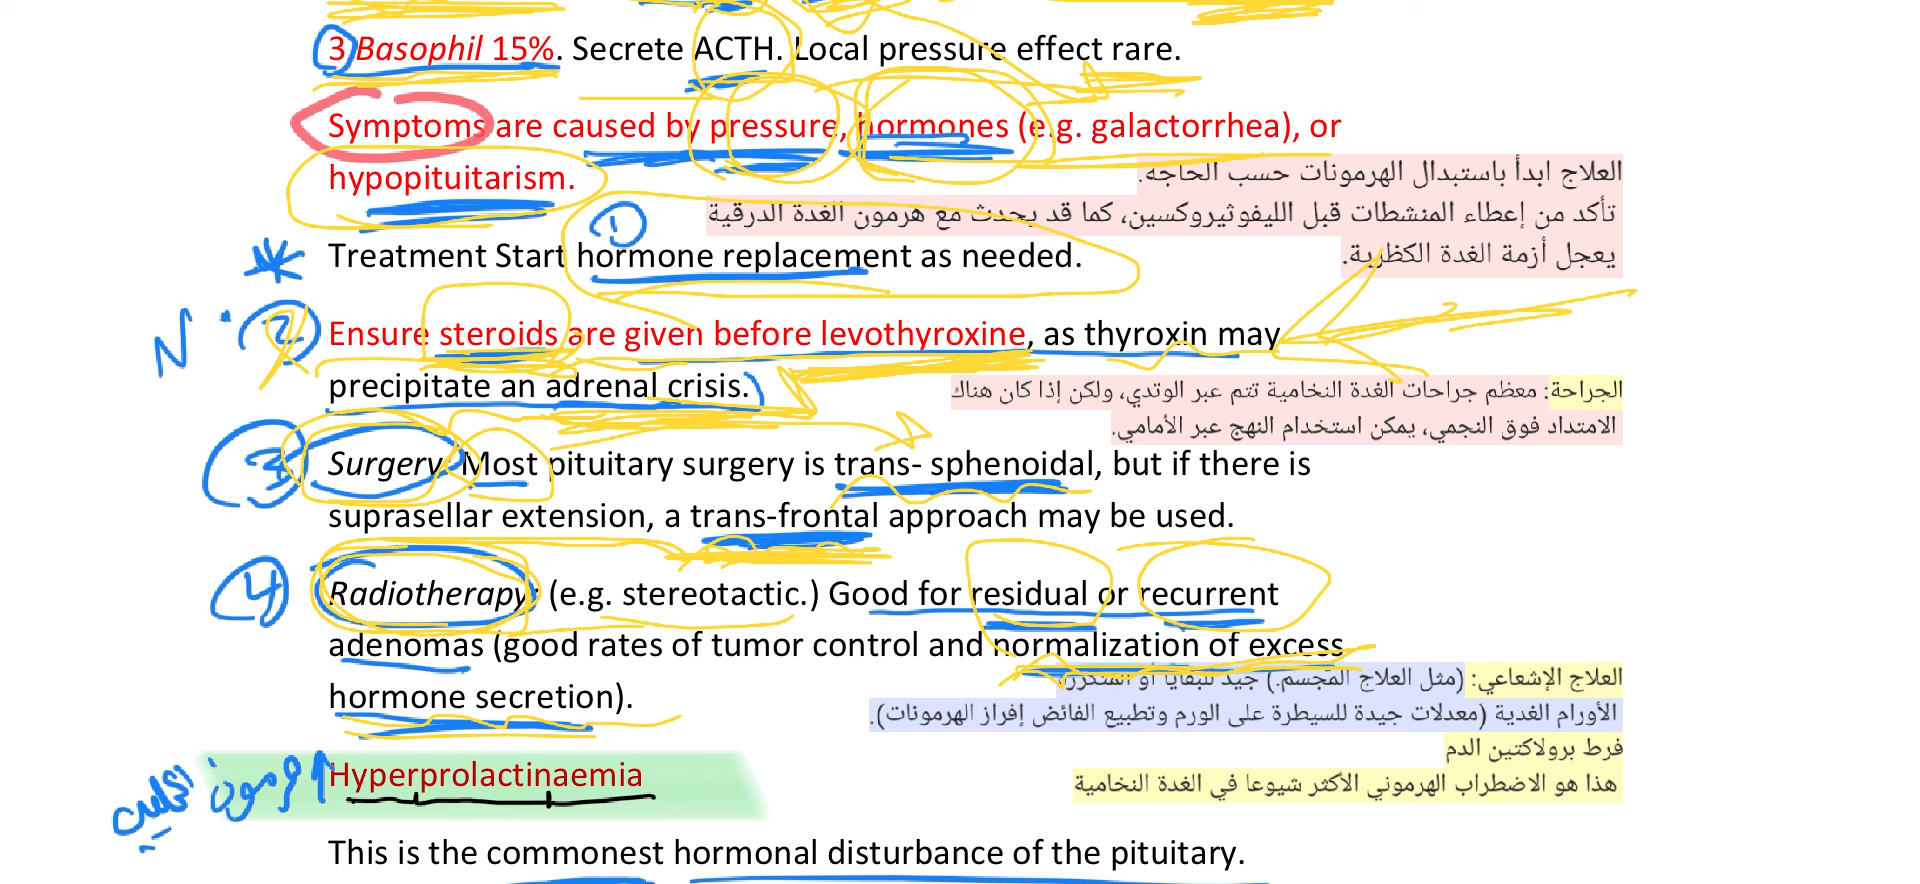 3 Basophil 15%. Secrete ACTH. Local pressure effect rare.
Symptoms are caused by pressure, hormones (e.g. galactorrhea), or
hypopituitarism.
العلاج ابدأ باستبدال الهرمونات حسب الحاجة.
تأكد من إعطاء المنشطات قبل الليفوثيروكسين، كما قد يحدث مع هرمون الغدة الدرقية
يعجل أزمة الغدة الكظرية.
1
Treatment Start hormone replacement as needed.
N. 2 Ensure steroids are given before levothyroxine, as thyroxin may
precipitate an adrenal crisis.
الجراحة: معظم جراحات الغدة النخامية تتم عبر الوتدي، ولكن إذا كان هناك
الامتداد فوق النجمي، يمكن استخدام النهج عبر الأمامي.
3 Surgery: Most pituitary surgery is trans- sphenoidal, but if there is
suprasellar extension, a trans-frontal approach may be used.
4 Radiotherapy: (e.g. stereotactic.) Good for residual or recurrent
adenomas (good rates of tumor control and normalization of excess
hormone secretion).
العلاج الإشعاعي: (مثل العلاج المجسم.) جيد للبقايا أو المتكررة
الأورام الغدية (معدلات جيدة للسيطرة على الورم وتطبيع الفائض إفراز الهرمونات).
فرط برولاكتين الدم
هذا هو الاضطراب الهرموني الأكثر شيوعا في الغدة النخامية
Hyperprolactinaemia
هرمون الحليب
This is the commonest hormonal disturbance of the pituitary.